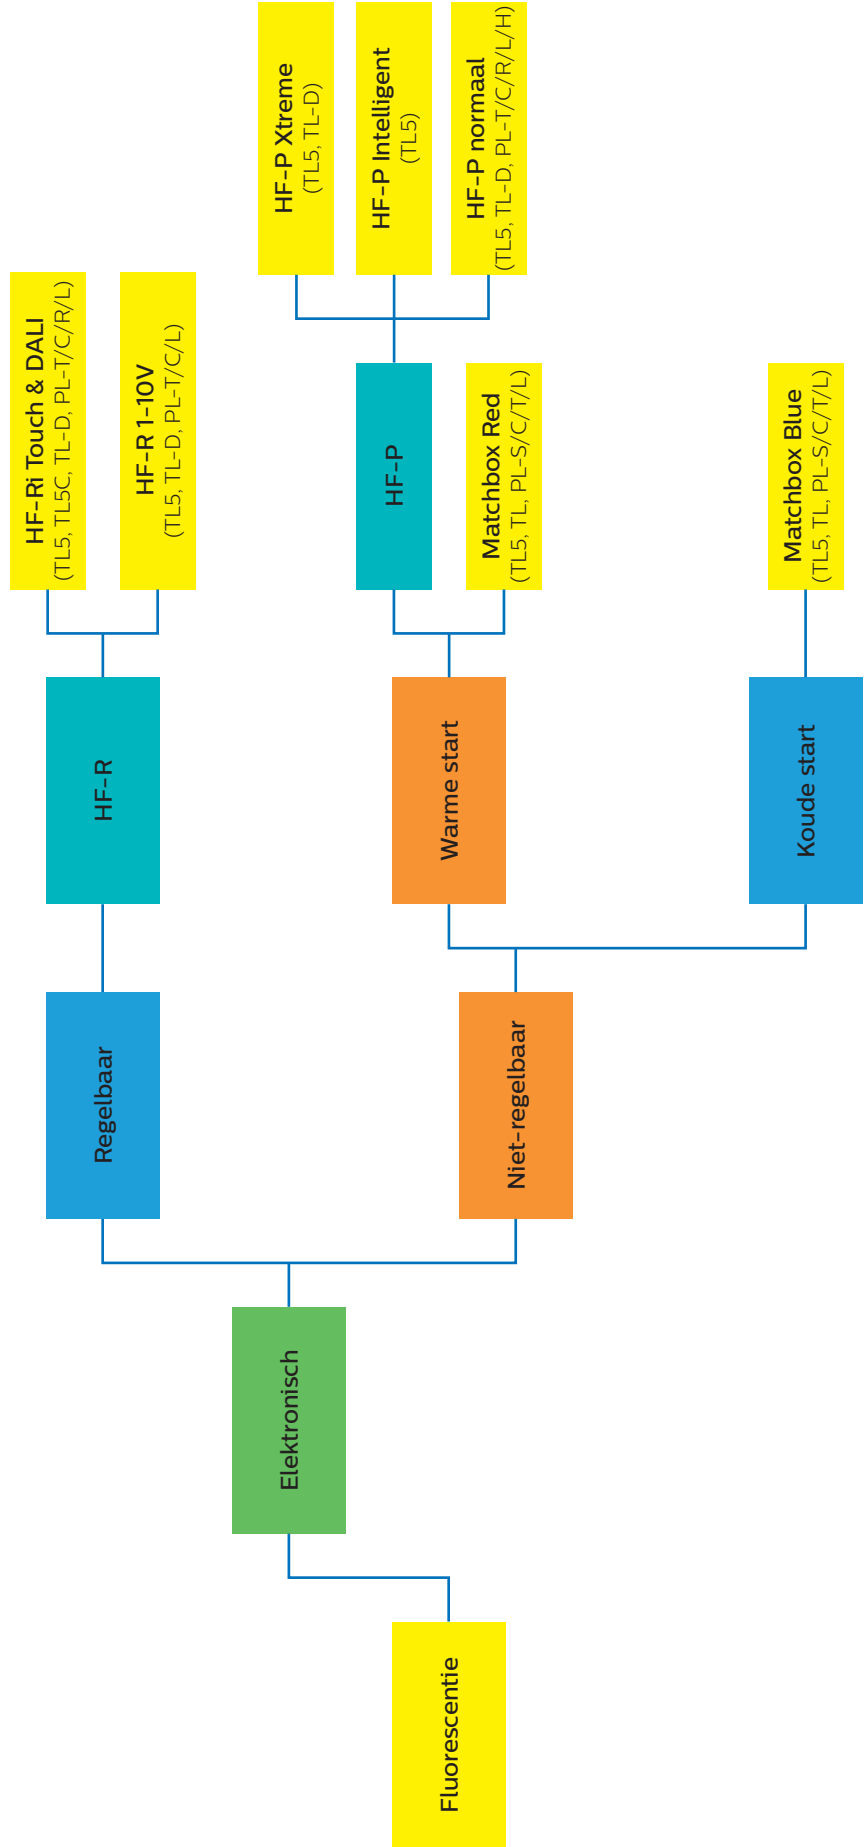 Fluorescentie
Elektronisch
Regelbaar
HF-R
HF-Ri Touch & DALI
(TL5, TL5C, TL-D, PL-T/C/R/L)
HF-R 1-10V
(TL5, TL-D, PL-T/C/L)
Niet-regelbaar
Warme start
HF-P
HF-P Xtreme
(TL5, TL-D)
HF-P Intelligent
(TL5)
HF-P normaal
(TL5, TL-D, PL-T/C/R/L/H)
Matchbox Red
(TL5, TL, PL-S/C/T/L)
Koude start
Matchbox Blue
(TL5, TL, PL-S/C/T/L)